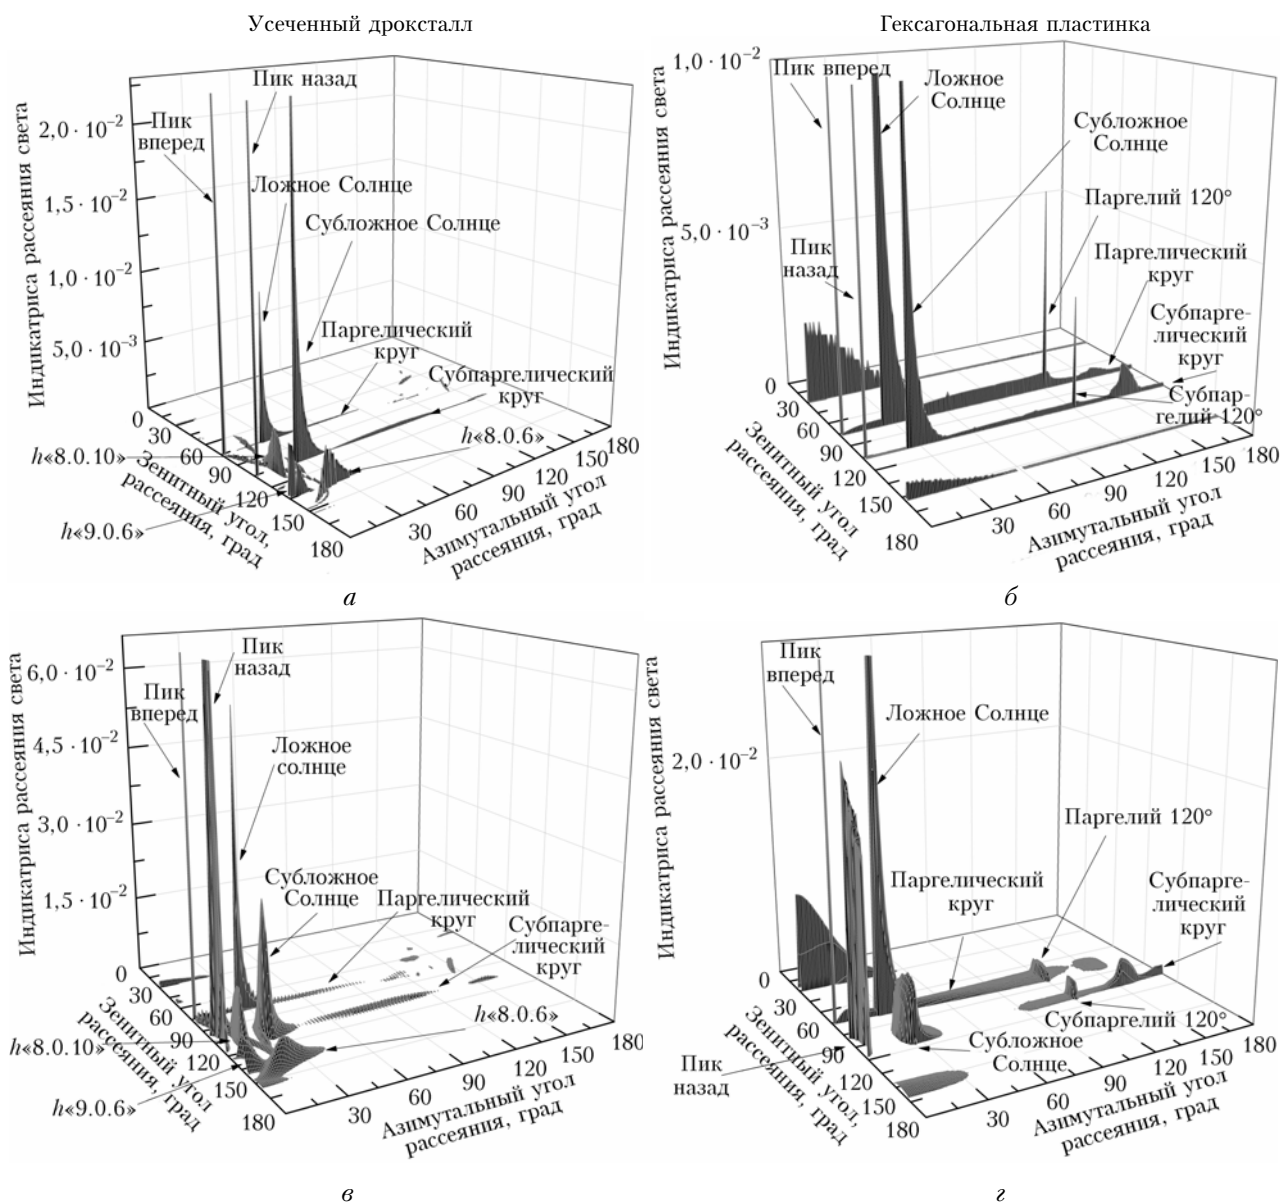 Усеченный дроксталл
Гексагональная пластинка
Индикатриса рассеяния света
2,0 · 10⁻²
1,5 · 10⁻²
1,0 · 10⁻²
5,0 · 10⁻³
0
Пик
вперед
Пик назад
Ложное Солнце
Субложное Солнце
Паргелический
круг
Субпаргелический
круг
h«8.0.10»
h«9.0.6»
h«8.0.6»
30
60
90
120
150
180
Зенитный угол,
рассеяния, град
30
60
90
120
150
180
Азимутальный угол
рассеяния, град
а
Индикатриса рассеяния света
1,0 · 10⁻²
5,0 · 10⁻³
0
Пик вперед
Ложное
Солнце
Субложное
Солнце
Паргелий 120°
Пик
назад
Паргелический
круг
Субпарге-
лический
круг
Субпар-
гелий 120°
30
60
90
120
150
180
Зенитный угол
рассеяния, град
30
60
90
120
150
180
Азимутальный угол
рассеяния, град
б
Индикатриса рассеяния света
6,0 · 10⁻²
4,5 · 10⁻²
3,0 · 10⁻²
1,5 · 10⁻²
0
Пик
назад
Пик
вперед
Ложное
солнце
Субложное
Солнце
Паргелический
круг
Субпарге-
лический
круг
h«8.0.6»
h«8.0.10»
h«9.0.6»
30
60
90
120
150
180
Зенитный угол
рассеяния, град
30
60
90
120
150
180
Азимутальный угол
рассеяния, град
в
Индикатриса рассеяния света
2,0 · 10⁻²
0
Пик
вперед
Ложное Солнце
Паргелий 120°
Паргелический
круг
Субпарге-
лический
круг
Субпаргелий 120°
Субложное
Солнце
Пик
назад
30
60
90
120
150
180
Зенитный угол,
рассеяния, град
30
60
90
120
150
180
Азимутальный угол
рассеяния, град
г